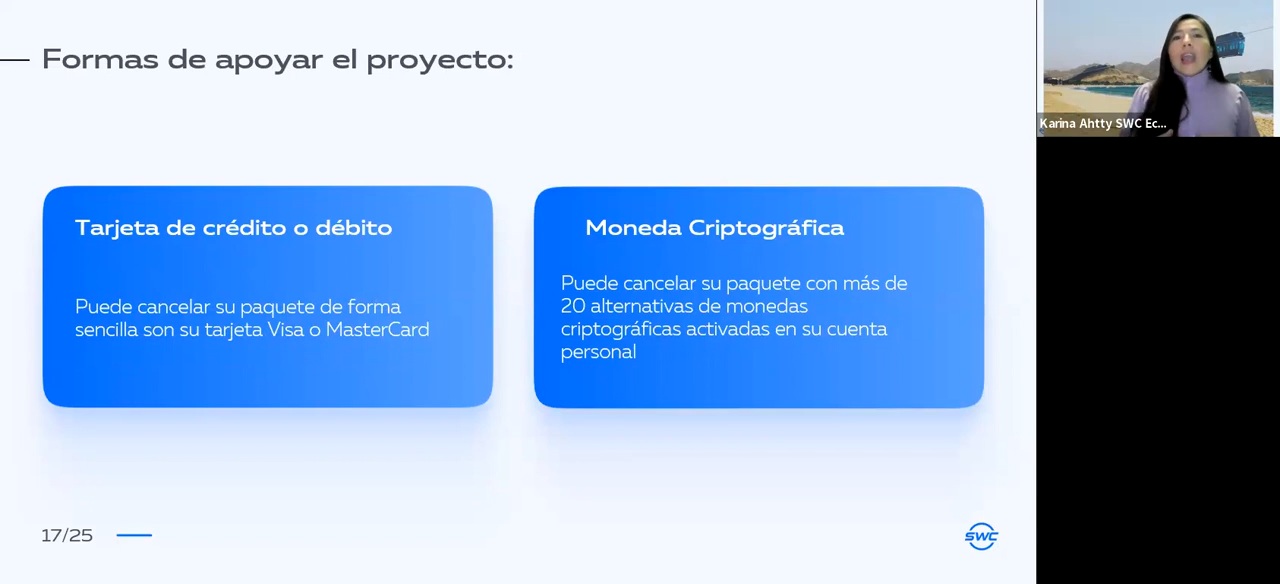 Formas de apoyar el proyecto:
Tarjeta de crédito o débito
Puede cancelar su paquete de forma
sencilla son su tarjeta Visa o MasterCard
Moneda Criptográfica
Puede cancelar su paquete con más de
20 alternativas de monedas
criptográficas activadas en su cuenta
personal
17/25
SWC
Karina Ahtty SWC Ec...